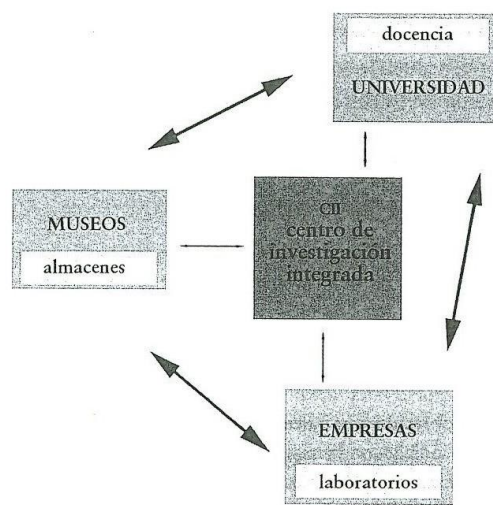 docencia
UNIVERSIDAD
MUSEOS
almacenes
CII
centro de
investigación
integrada
EMPRESAS
laboratorios